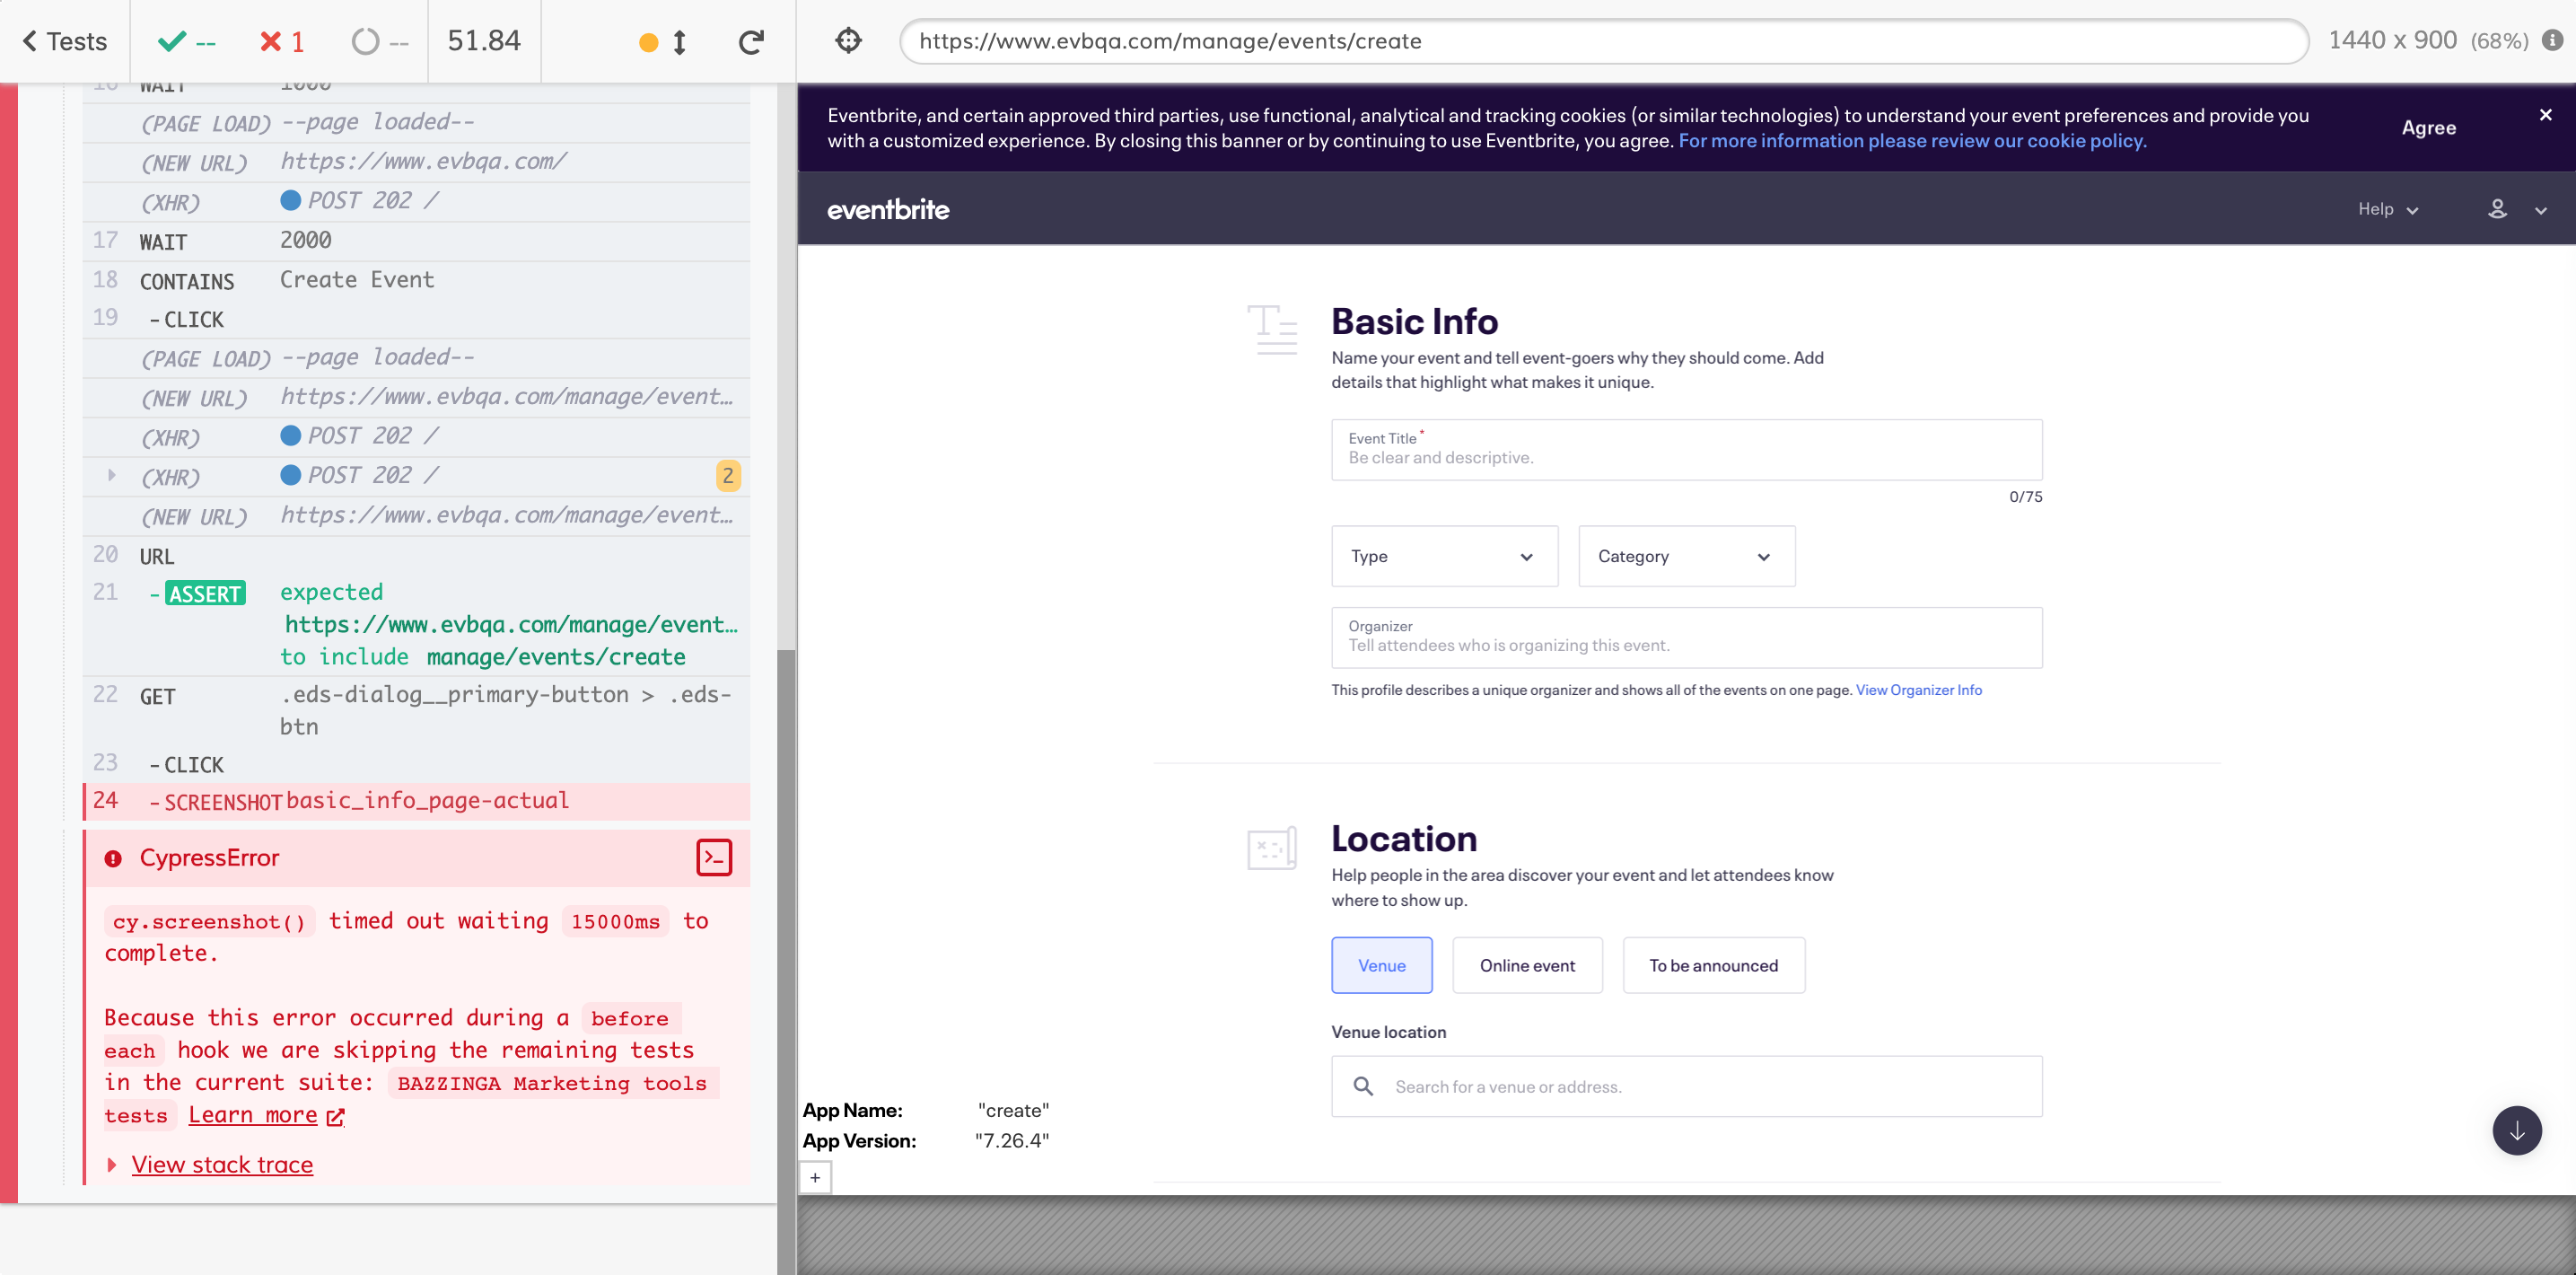 Tests
--
1
--
51.84
https://www.evbqa.com/manage/events/create
1440 x 900 (68%)
16 WAIT 1000
(PAGE LOAD) --page loaded--
(NEW URL) https://www.evbqa.com/
(XHR) POST 202 /
17 WAIT 2000
18 CONTAINS Create Event
19 -CLICK
(PAGE LOAD) --page loaded--
(NEW URL) https://www.evbqa.com/manage/event…
(XHR) POST 202 /
(XHR) POST 202 / 2
(NEW URL) https://www.evbqa.com/manage/event…
20 URL
21 -ASSERT expected
https://www.evbqa.com/manage/event…
to include manage/events/create
22 GET .eds-dialog__primary-button > .eds-
btn
23 -CLICK
24 -SCREENSHOT basic_info_page-actual
CypressError
cy.screenshot() timed out waiting 15000ms to
complete.
Because this error occurred during a before
each hook we are skipping the remaining tests
in the current suite: BAZZINGA Marketing tools
tests Learn more
View stack trace
Eventbrite, and certain approved third parties, use functional, analytical and tracking cookies (or similar technologies) to understand your event preferences and provide you
with a customized experience. By closing this banner or by continuing to use Eventbrite, you agree. For more information please review our cookie policy.
Agree
eventbrite
Help
Basic Info
Name your event and tell event-goers why they should come. Add
details that highlight what makes it unique.
Event Title *
Be clear and descriptive.
0/75
Type
Category
Organizer
Tell attendees who is organizing this event.
This profile describes a unique organizer and shows all of the events on one page. View Organizer Info
Location
Help people in the area discover your event and let attendees know
where to show up.
Venue
Online event
To be announced
Venue location
Search for a venue or address.
App Name: "create"
App Version: "7.26.4"
+